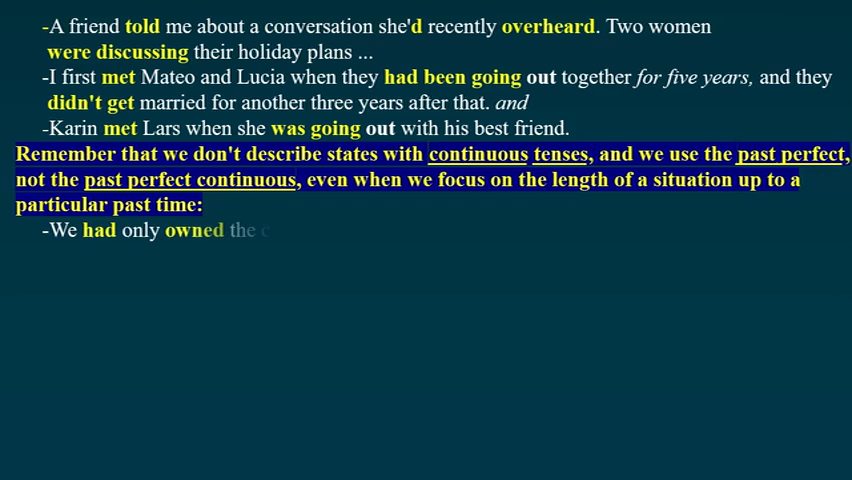 -A friend told me about a conversation she'd recently overheard. Two women
were discussing their holiday plans ...
-I first met Mateo and Lucia when they had been going out together for five years, and they
didn't get married for another three years after that. and
-Karin met Lars when she was going out with his best friend.
Remember that we don't describe states with continuous tenses, and we use the past perfect,
not the past perfect continuous, even when we focus on the length of a situation up to a
particular past time:
-We had only owned the